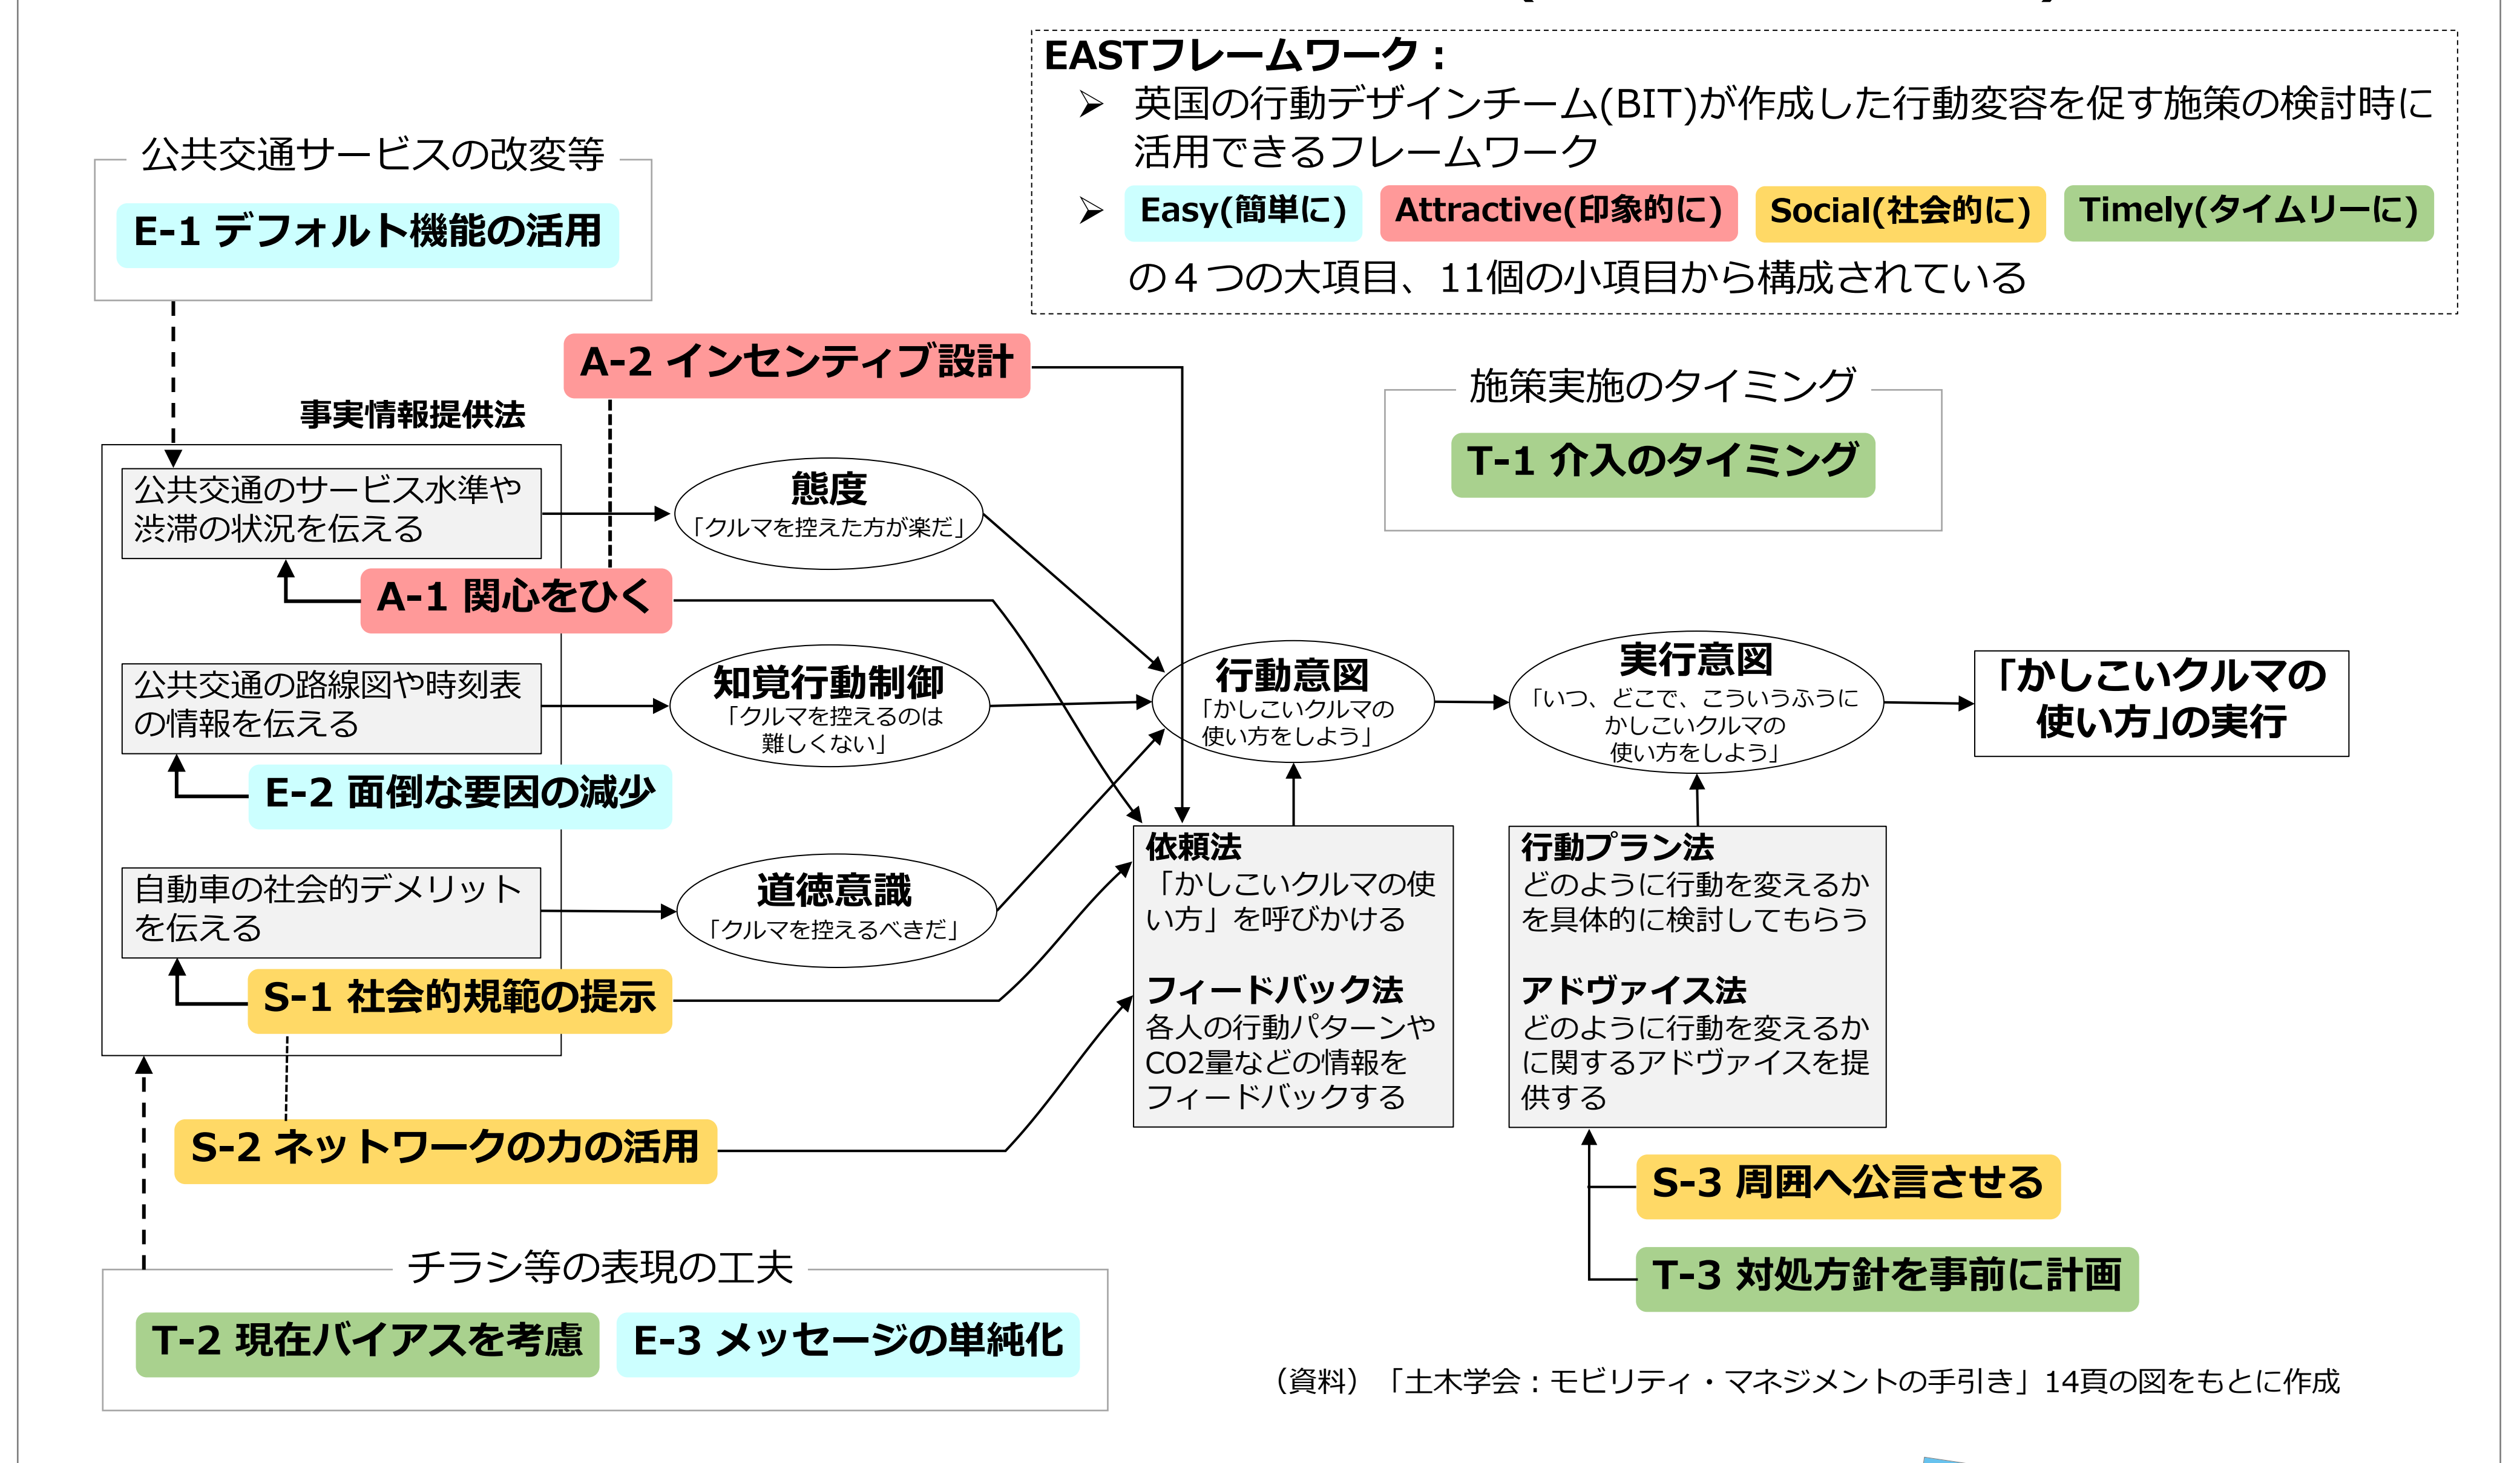 EASTフレームワーク：
➢ 英国の行動デザインチーム(BIT)が作成した行動変容を促す施策の検討時に
活用できるフレームワーク
➢ Easy(簡単に) Attractive(印象的に) Social(社会的に) Timely(タイムリーに)
の４つの大項目、11個の小項目から構成されている
公共交通サービスの改変等
E-1 デフォルト機能の活用
A-2 インセンティブ設計
施策実施のタイミング
T-1 介入のタイミング
事実情報提供法
公共交通のサービス水準や
渋滞の状況を伝える
態度
「クルマを控えた方が楽だ」
A-1 関心をひく
公共交通の路線図や時刻表
の情報を伝える
知覚行動制御
「クルマを控えるのは
難しくない」
行動意図
「かしこいクルマの
使い方をしよう」
実行意図
「いつ、どこで、こういうふうに
かしこいクルマの
使い方をしよう」
「かしこいクルマの
使い方」の実行
E-2 面倒な要因の減少
自動車の社会的デメリット
を伝える
道徳意識
「クルマを控えるべきだ」
S-1 社会的規範の提示
依頼法
「かしこいクルマの使
い方」を呼びかける
フィードバック法
各人の行動パターンや
CO2量などの情報を
フィードバックする
行動プラン法
どのように行動を変えるか
を具体的に検討してもらう
アドヴァイス法
どのように行動を変えるか
に関するアドヴァイスを提
供する
S-2 ネットワークの力の活用
S-3 周囲へ公言させる
T-3 対処方針を事前に計画
チラシ等の表現の工夫
T-2 現在バイアスを考慮 E-3 メッセージの単純化
（資料）「土木学会：モビリティ・マネジメントの手引き」14頁の図をもとに作成